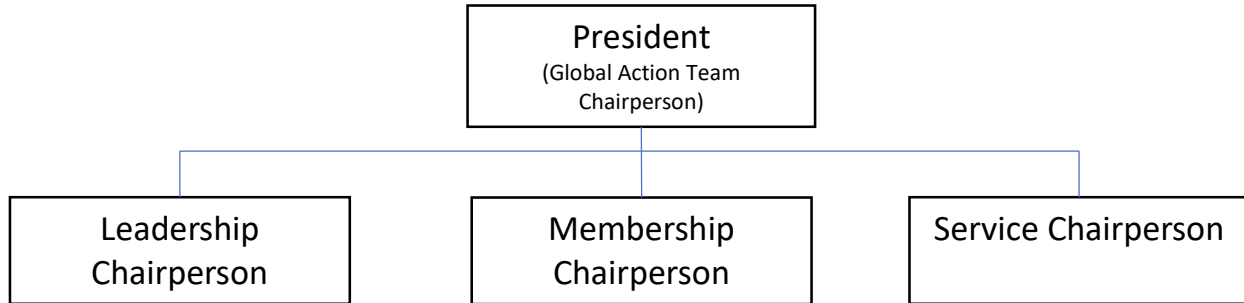 President
(Global Action Team
Chairperson)
Leadership
Chairperson
Membership
Chairperson
Service Chairperson